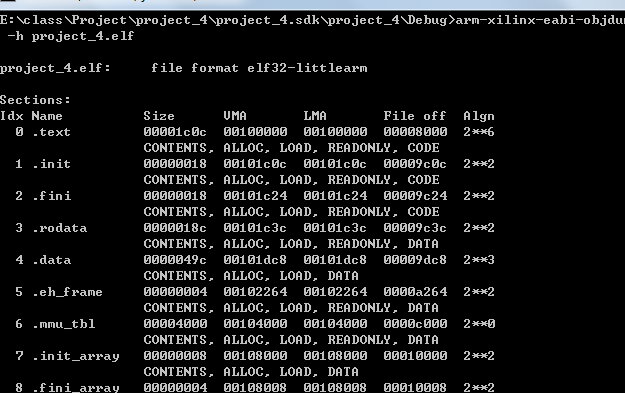 E:\class\Project\project_4\project_4.sdk\project_4\Debug>arm-xilinx-eabi-objdu
-h project_4.elf
project_4.elf:     file format elf32-littlearm
Sections:
Idx Name          Size      VMA       LMA       File off  Algn
  0 .text         00001c0c  00100000  00100000  00008000  2**6
                  CONTENTS, ALLOC, LOAD, READONLY, CODE
  1 .init         00000018  00101c0c  00101c0c  00009c0c  2**2
                  CONTENTS, ALLOC, LOAD, READONLY, CODE
  2 .fini         00000018  00101c24  00101c24  00009c24  2**2
                  CONTENTS, ALLOC, LOAD, READONLY, CODE
  3 .rodata       0000018c  00101c3c  00101c3c  00009c3c  2**2
                  CONTENTS, ALLOC, LOAD, READONLY, DATA
  4 .data         0000049c  00101dc8  00101dc8  00009dc8  2**3
                  CONTENTS, ALLOC, LOAD, DATA
  5 .eh_frame     00000004  00102264  00102264  0000a264  2**2
                  CONTENTS, ALLOC, LOAD, READONLY, DATA
  6 .mmu_tbl      00004000  00104000  00104000  0000c000  2**0
                  CONTENTS, ALLOC, LOAD, READONLY, DATA
  7 .init_array   00000008  00108000  00108000  00010000  2**2
                  CONTENTS, ALLOC, LOAD, DATA
  8 .fini_array   00000004  00108008  00108008  00010008  2**2